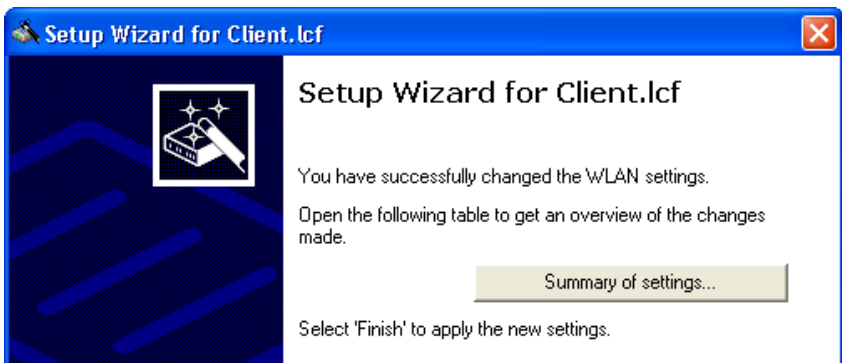 Setup Wizard for Client.lcf
Setup Wizard for Client.lcf
You have successfully changed the WLAN settings.
Open the following table to get an overview of the changes
made.
Summary of settings...
Select 'Finish' to apply the new settings.